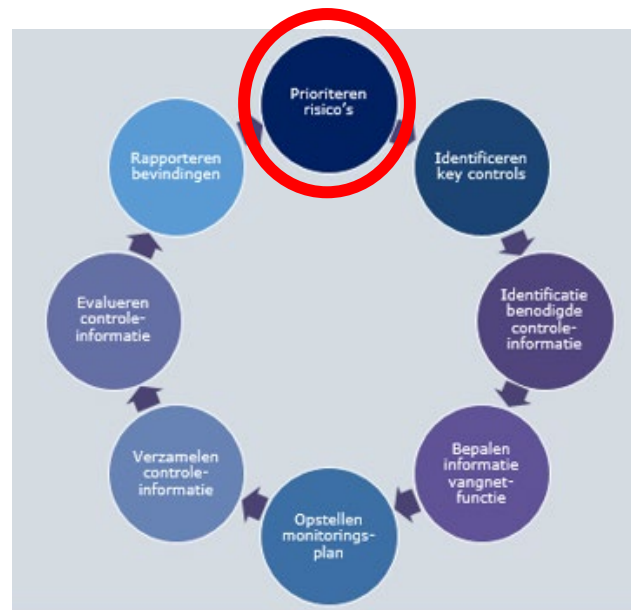 Prioriteren
risico's
Identificeren
key controls
Identificatie
benodigde
controle-
informatie
Bepalen
informatie
vangnet-
functie
Opstellen
monitorings-
plan
Verzamelen
controle-
informatie
Evalueren
controle-
informatie
Rapporteren
bevindingen